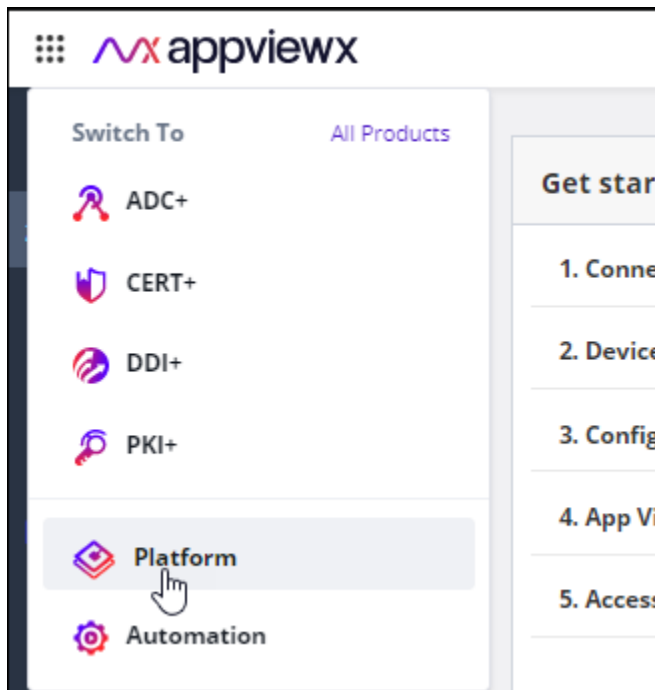 appviewx
Switch To All Products
ADC+
CERT+
DDI+
PKI+
Platform
Automation
Get star
1. Conne
2. Device
3. Config
4. App Vi
5. Access